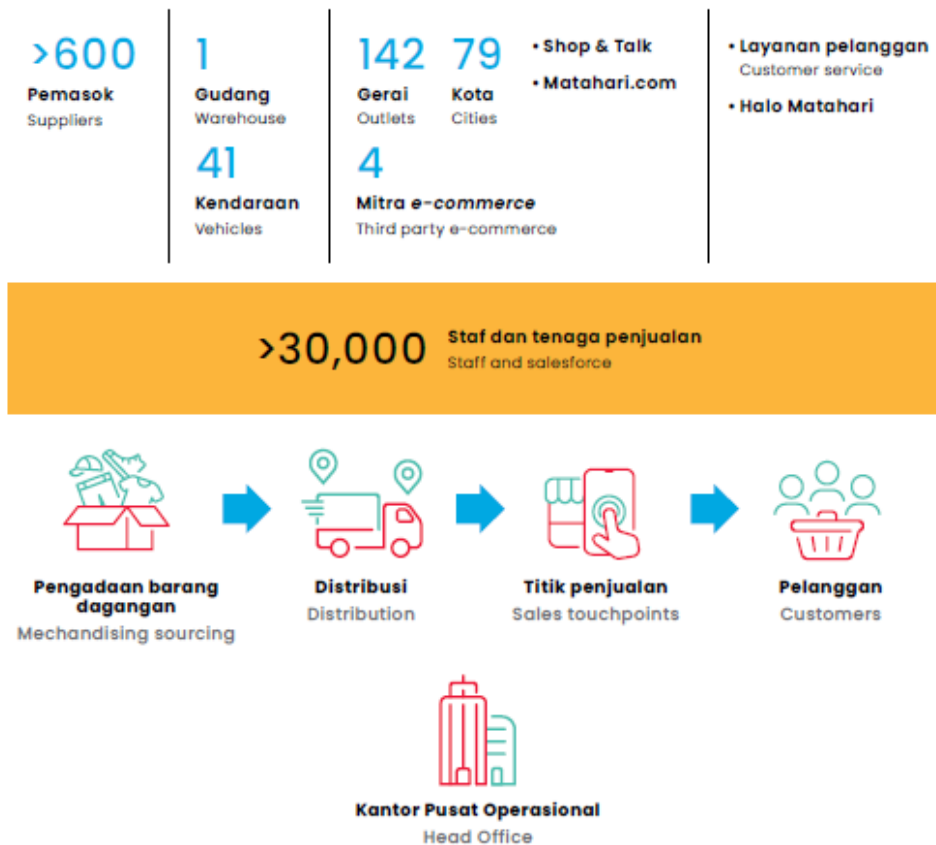 >600
Pemasok
Suppliers
1
Gudang
Warehouse
41
Kendaraan
Vehicles
142
Gerai
Outlets
79
Kota
Cities
4
Mitra e-commerce
Third party e-commerce
• Shop & Talk
• Matahari.com
• Layanan pelanggan
Customer service
• Halo Matahari
>30,000
Staf dan tenaga penjualan
Staff and salesforce
Pengadaan barang
dagangan
Mechandising sourcing
Distribusi
Distribution
Titik penjualan
Sales touchpoints
Pelanggan
Customers
Kantor Pusat Operasional
Head Office